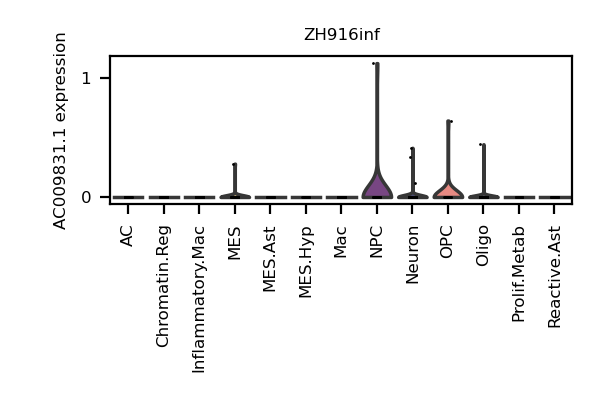 ZH916inf
AC009831.1 expression
1
0
AC
Chromatin.Reg
Inflammatory.Mac
MES
MES.Ast
MES.Hyp
Mac
NPC
Neuron
OPC
Oligo
Prolif.Metab
Reactive.Ast